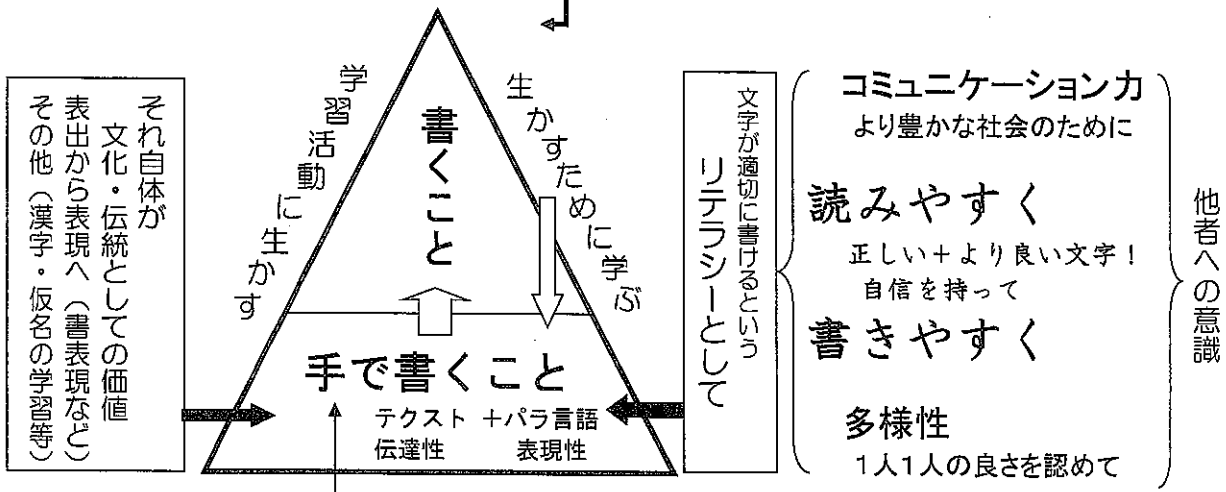 それ自体が
文化・伝統としての価値
表出から表現へ（書表現など）
その他（漢字・仮名の学習等）
学習活動に生かす
書くこと
生かすために学ぶ
手で書くこと
テクスト ＋パラ言語
伝達性 表現性
文字が適切に書けるという
リテラシーとして
コミュニケーション力
より豊かな社会のために
読みやすく
正しい＋より良い文字！
自信を持って
書きやすく
多様性
1人1人の良さを認めて
他者への意識